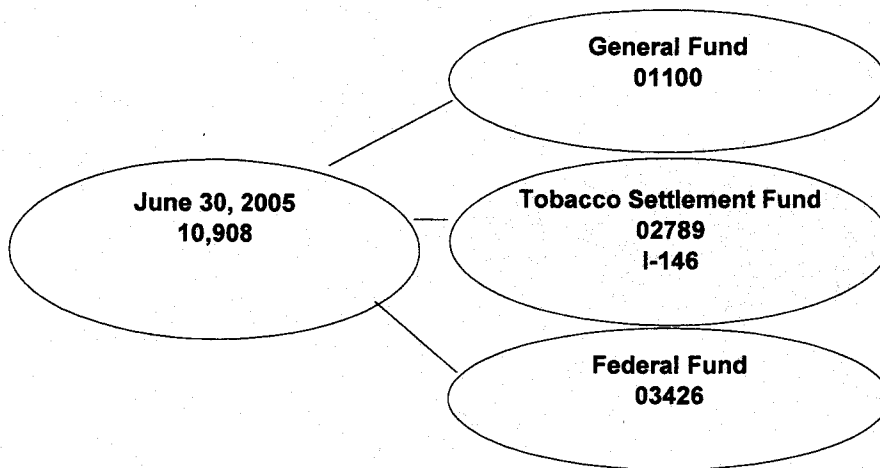 General Fund
01100
June 30, 2005
10,908
Tobacco Settlement Fund
02789
I-146
Federal Fund
03426